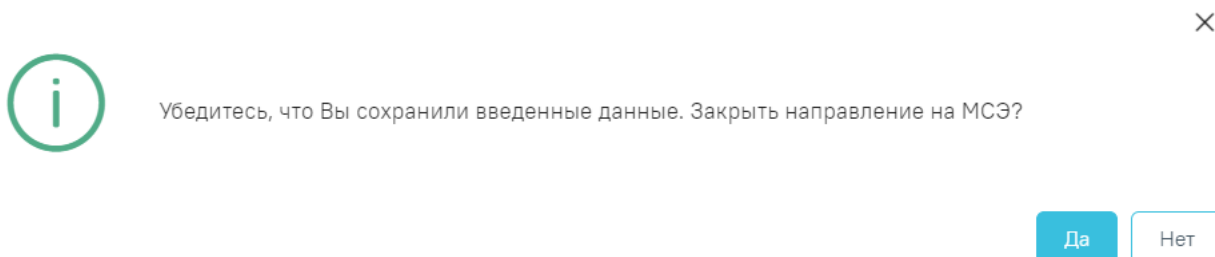 Убедитесь, что Вы сохранили введенные данные. Закрыть направление на МСЭ?
Да
Нет